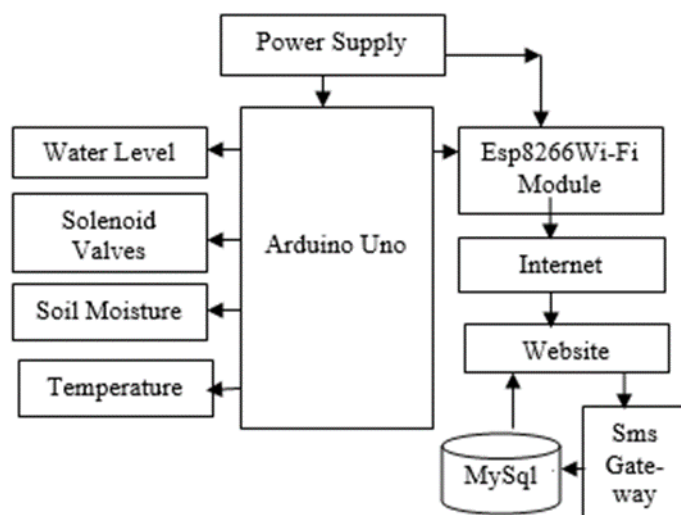 Power Supply
Water Level
Solenoid
Valves
Soil Moisture
Temperature
Arduino Uno
Esp8266Wi-Fi
Module
Internet
Website
MySql
Sms
Gate-
way